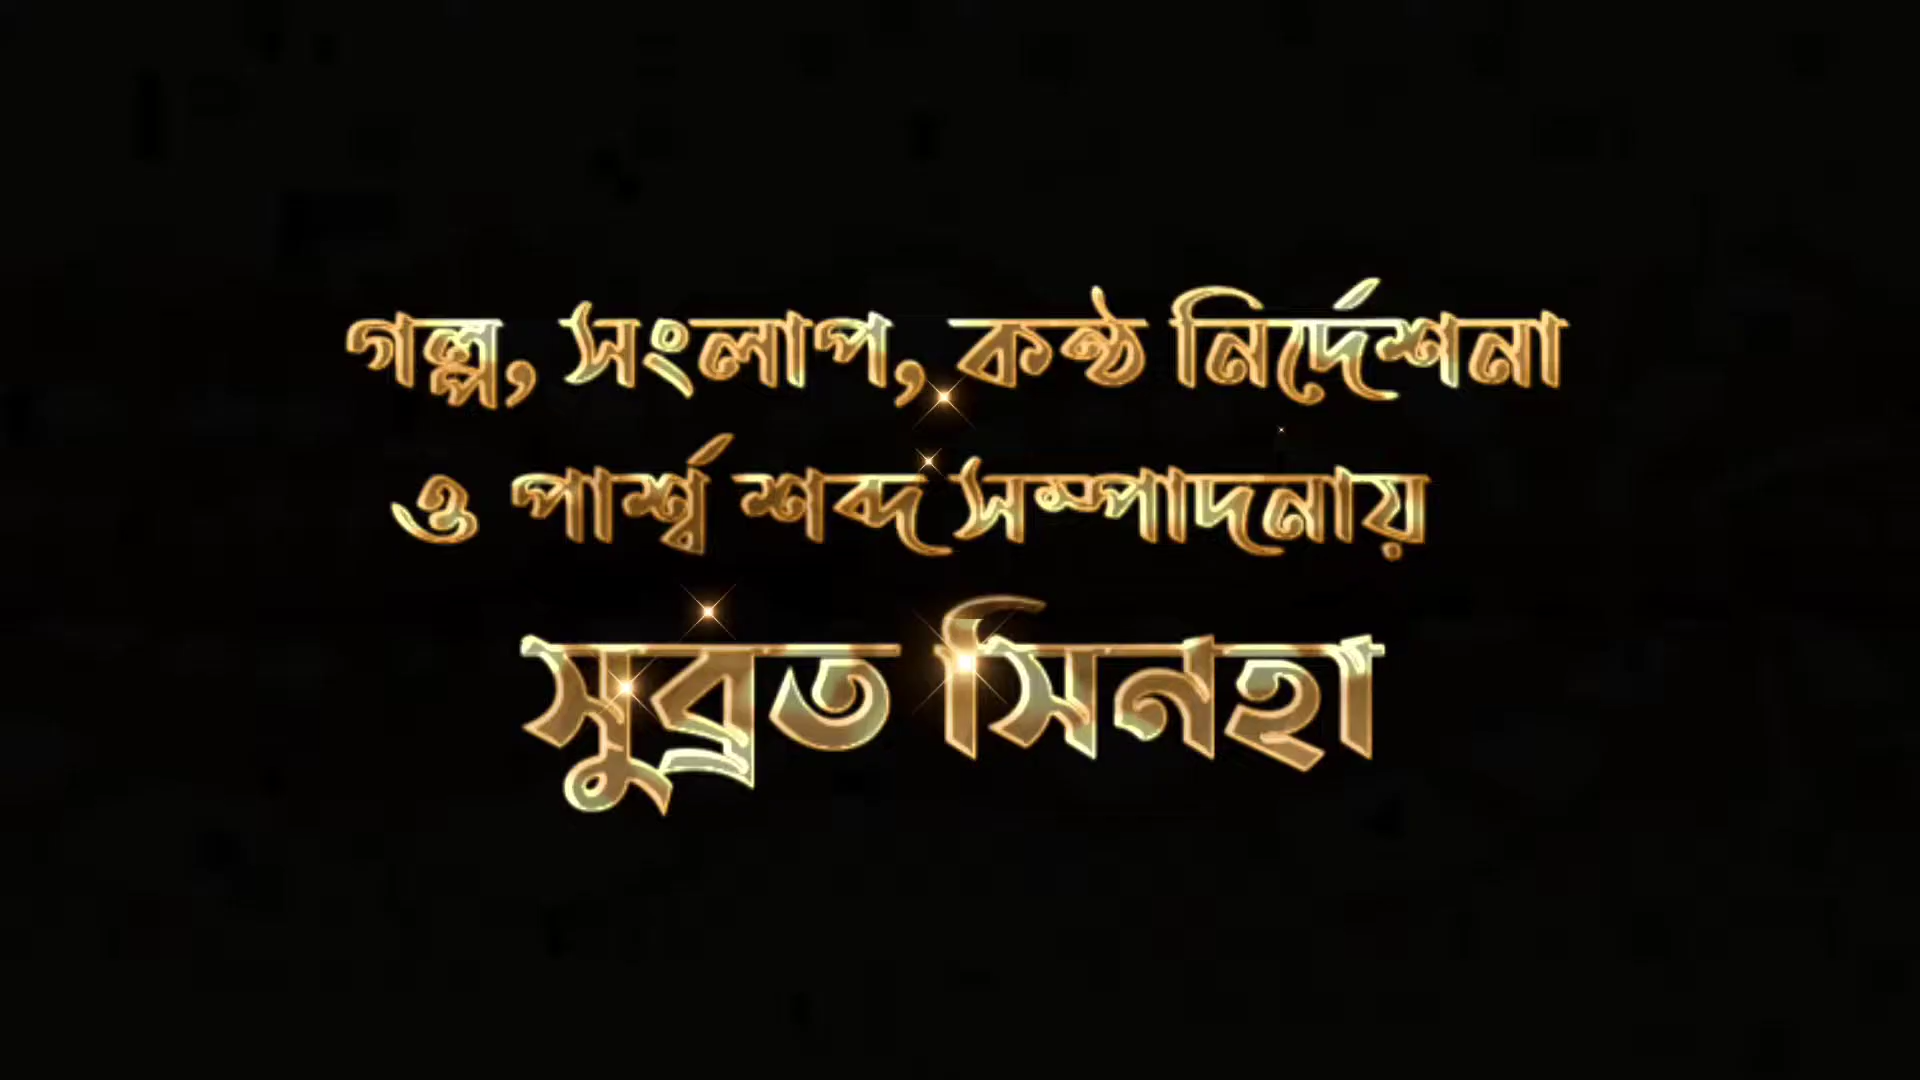 গল্প, সংলাপ, কন্ঠ নির্দেশনা
ও পার্শ্ব শব্দ সম্পাদনায়
সুব্রত সিনহা